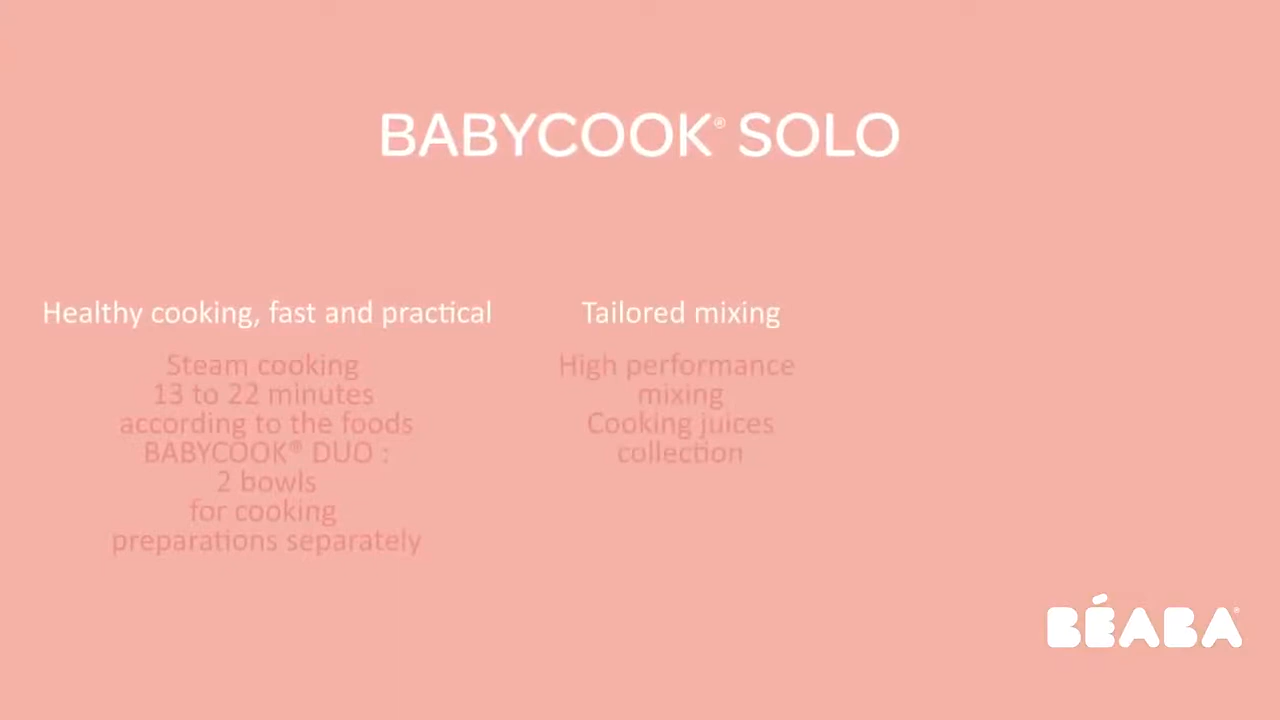 BABYCOOK® SOLO
Healthy cooking, fast and practical
Steam cooking
13 to 22 minutes
according to the foods
BABYCOOK® DUO :
2 bowls
for cooking
preparations separately
Tailored mixing
High performance
mixing
Cooking juices
collection
BÉABA®